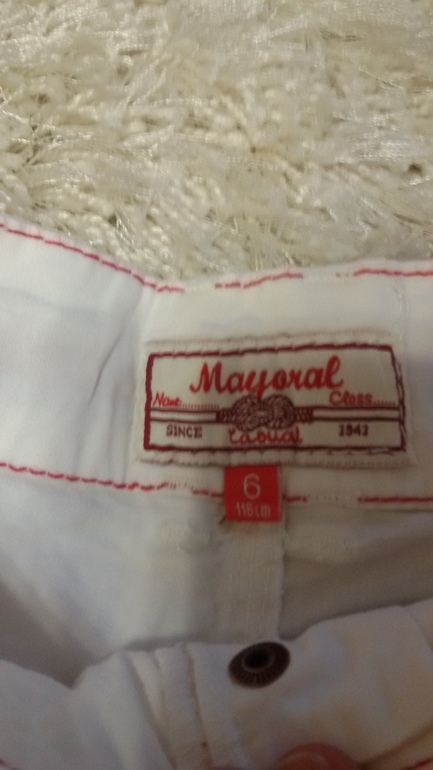 Mayoral
Name......... Class......
SINCE Casual 1941
6
116cm